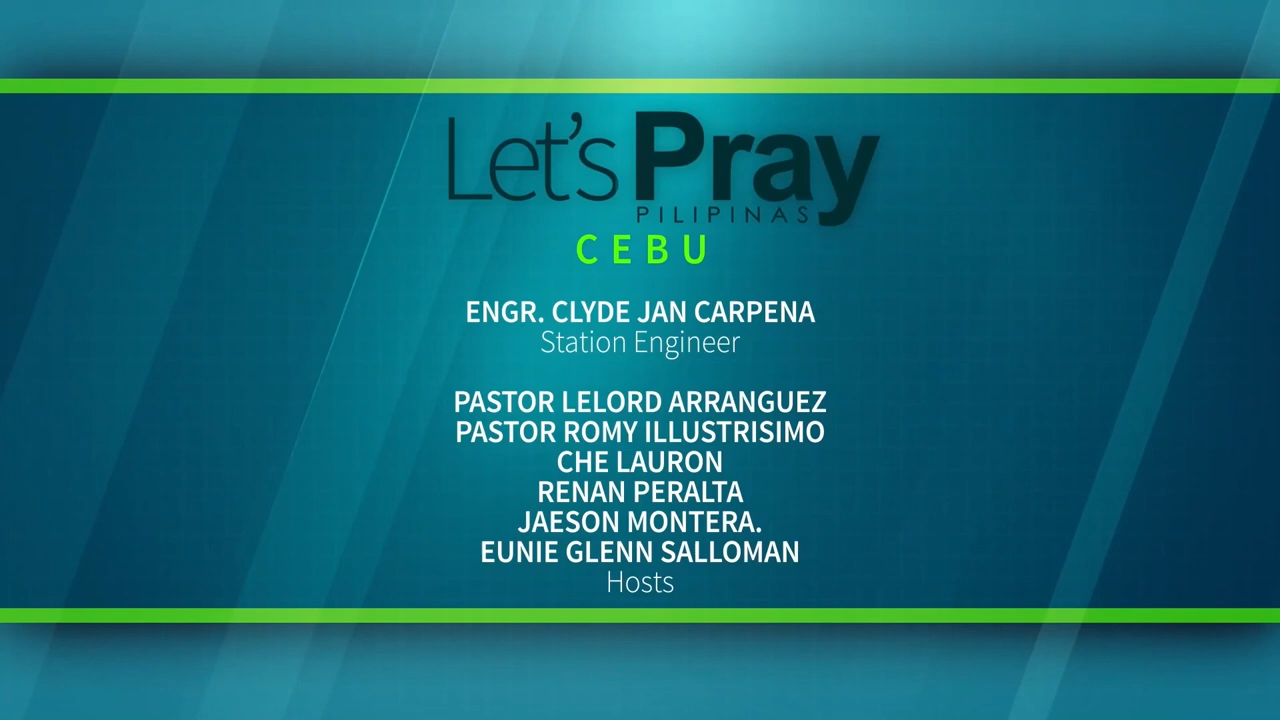 Let's Pray
PILIPINAS
CEBU
ENGR. CLYDE JAN CARPENA
Station Engineer
PASTOR LELORD ARRANGUEZ
PASTOR ROMY ILLUSTRISIMO
CHE LAURON
RENAN PERALTA
JAESON MONTERA.
EUNIE GLENN SALLOMAN
Hosts